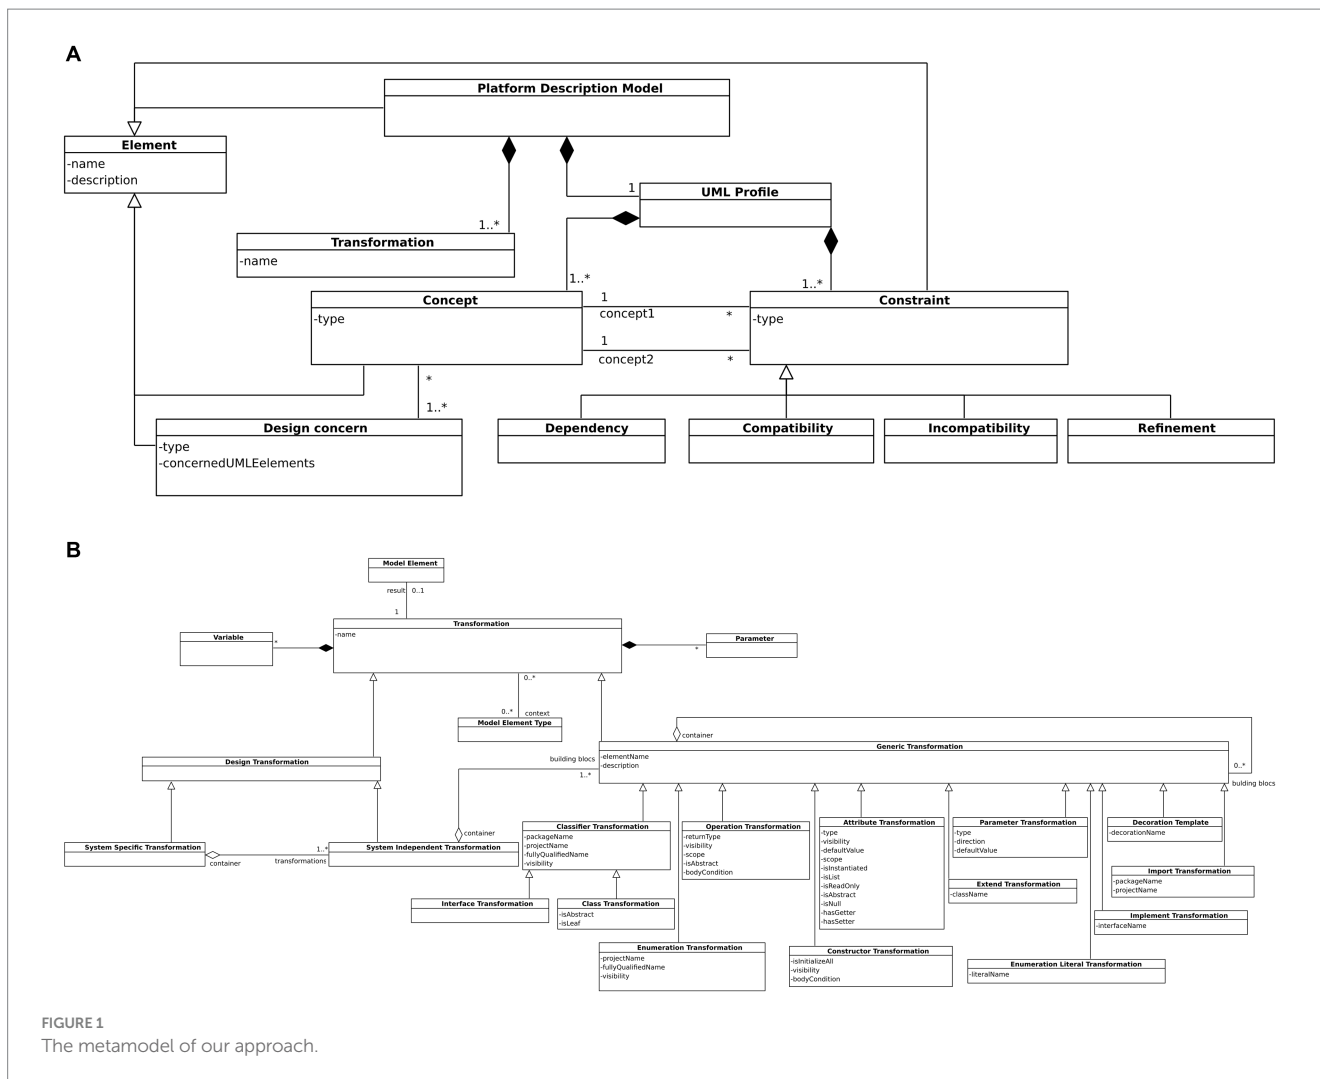 A
Platform Description Model
Element
-name
-description
1
UML Profile
1..*
Transformation
-name
1..*
1..*
Concept
-type
1
concept1
*
1
concept2
*
Constraint
-type
*
1..*
Design concern
-type
-concernedUMLEelements
Dependency
Compatibility
Incompatibility
Refinement
B
Model Element
result
0..1
1
Transformation
-name
Variable
*
Parameter
*
0..*
0..*
context
Model Element Type
container
Generic Transformation
-elementName
-description
building blocs
1..*
0..*
bulding blocs
Design Transformation
container
System Specific Transformation
container
1..*
transformations
System Independent Transformation
Classifier Transformation
-packageName
-projectName
-fullyQualifiedName
-visibility
Operation Transformation
-returnType
-visibility
-scope
-isAbstract
-bodyCondition
Attribute Transformation
-type
-visibility
-defaultValue
-scope
-isInstantiated
-isList
-isReadOnly
-isAbstract
-isNull
-hasGetter
-hasSetter
Parameter Transformation
-type
-direction
-defaultValue
Decoration Template
-decorationName
Import Transformation
-packageName
-projectName
Extend Transformation
-className
Interface Transformation
Class Transformation
-isAbstract
-isLeaf
Implement Transformation
-interfaceName
Enumeration Transformation
-projectName
-fullyQualifiedName
-visibility
Constructor Transformation
-isInitializeAll
-visibility
-bodyCondition
Enumeration Literal Transformation
-literalName
FIGURE 1
The metamodel of our approach.